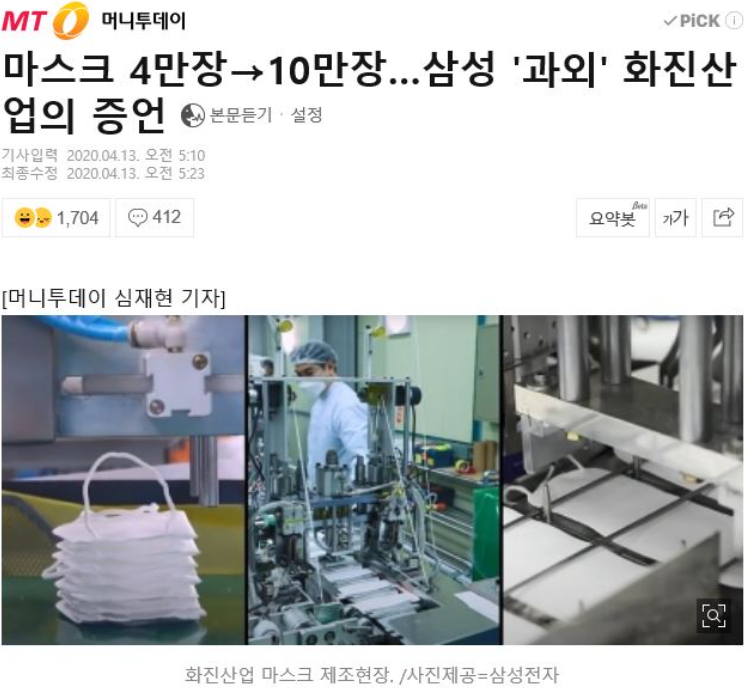 MT 머니투데이
✓PiCK
마스크 4만장→10만장...삼성 '과외' 화진산
업의 증언 본문듣기 · 설정
기사입력 2020.04.13. 오전 5:10
최종수정 2020.04.13. 오전 5:23
1,704 412 요약봇 Beta 가가
[머니투데이 심재현 기자]
화진산업 마스크 제조현장. /사진제공=삼성전자